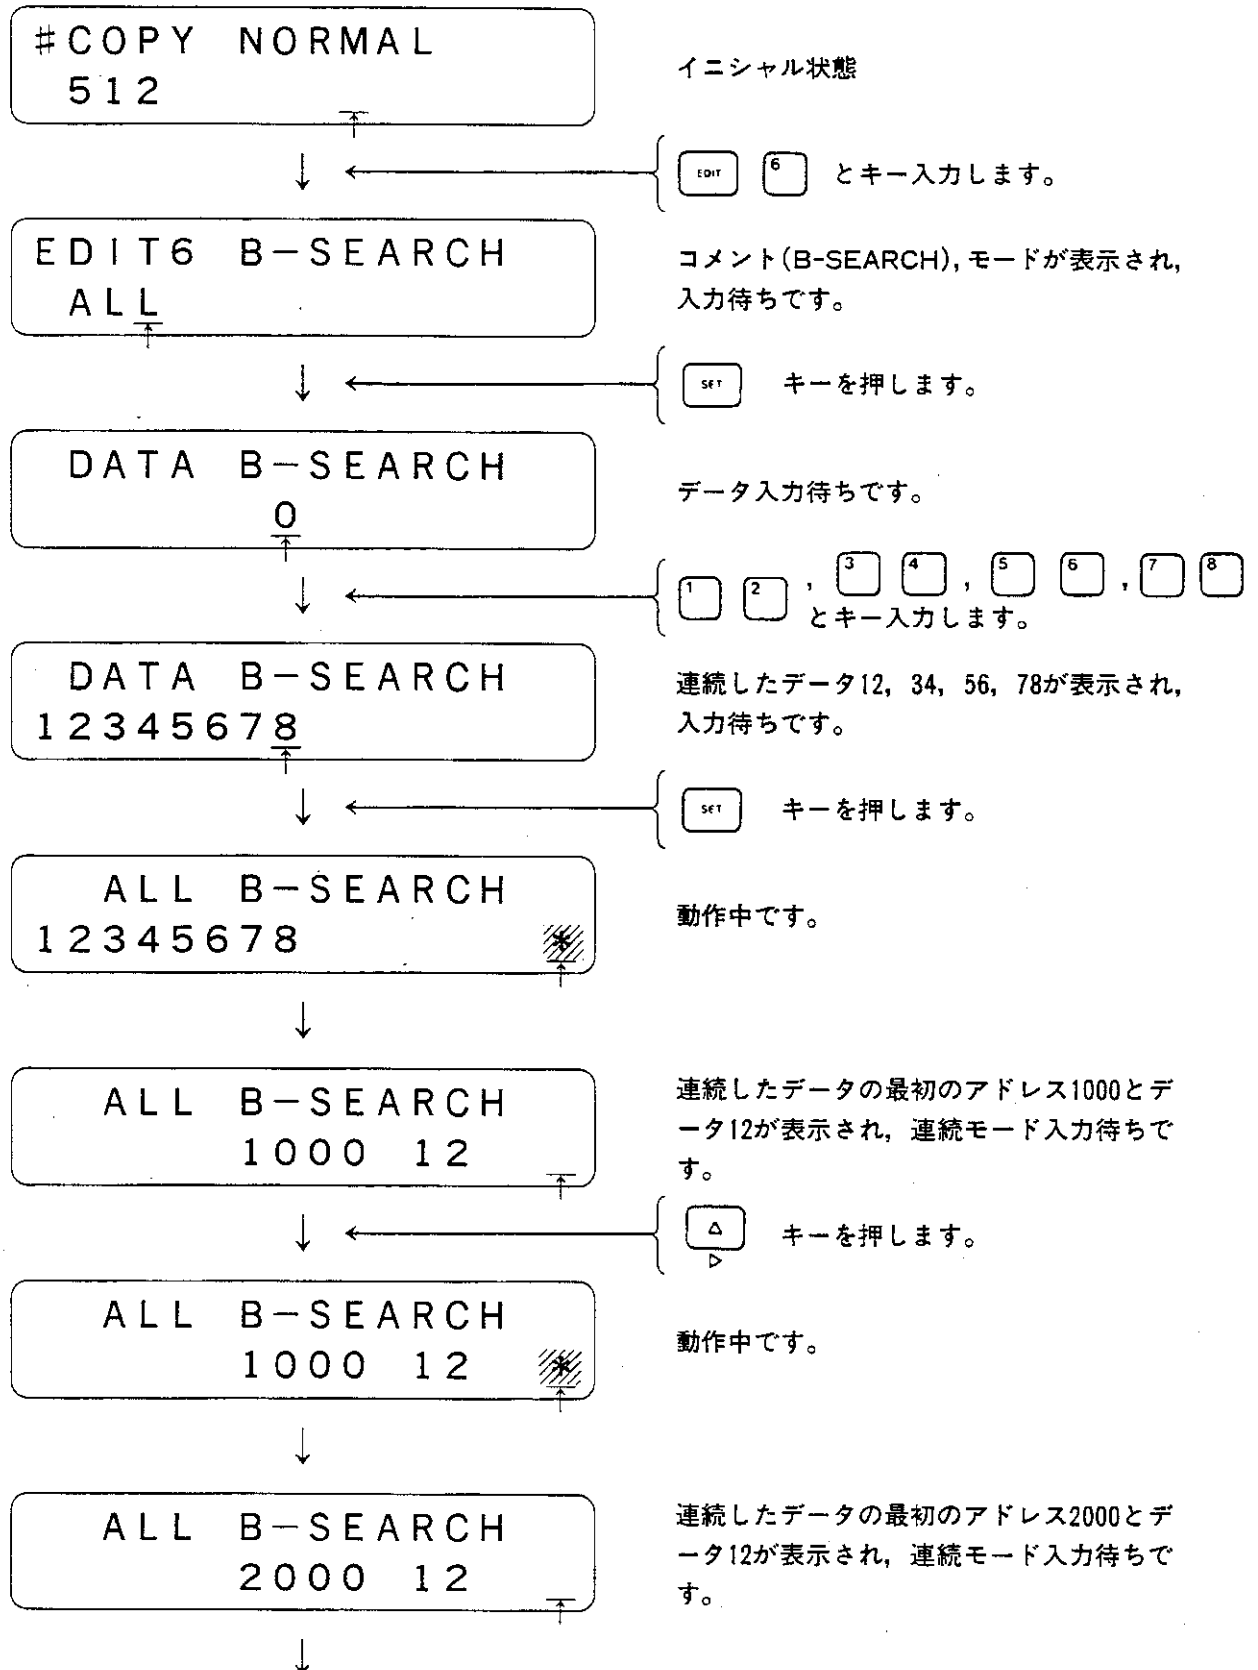 #COPY NORMAL
512
イニシャル状態
EDIT 6 とキー入力します。
EDIT6 B-SEARCH
ALL
コメント(B-SEARCH), モードが表示され,
入力待ちです。
SET キーを押します。
DATA B-SEARCH
0
データ入力待ちです。
1 2 , 3 4 , 5 6 , 7 8
とキー入力します。
DATA B-SEARCH
12345678
連続したデータ12, 34, 56, 78が表示され,
入力待ちです。
SET キーを押します。
ALL B-SEARCH
12345678 *
動作中です。
ALL B-SEARCH
1000 12
連続したデータの最初のアドレス1000とデ
ータ12が表示され, 連続モード入力待ちで
す。
キーを押します。
ALL B-SEARCH
1000 12 *
動作中です。
ALL B-SEARCH
2000 12
連続したデータの最初のアドレス2000とデ
ータ12が表示され, 連続モード入力待ちで
す。